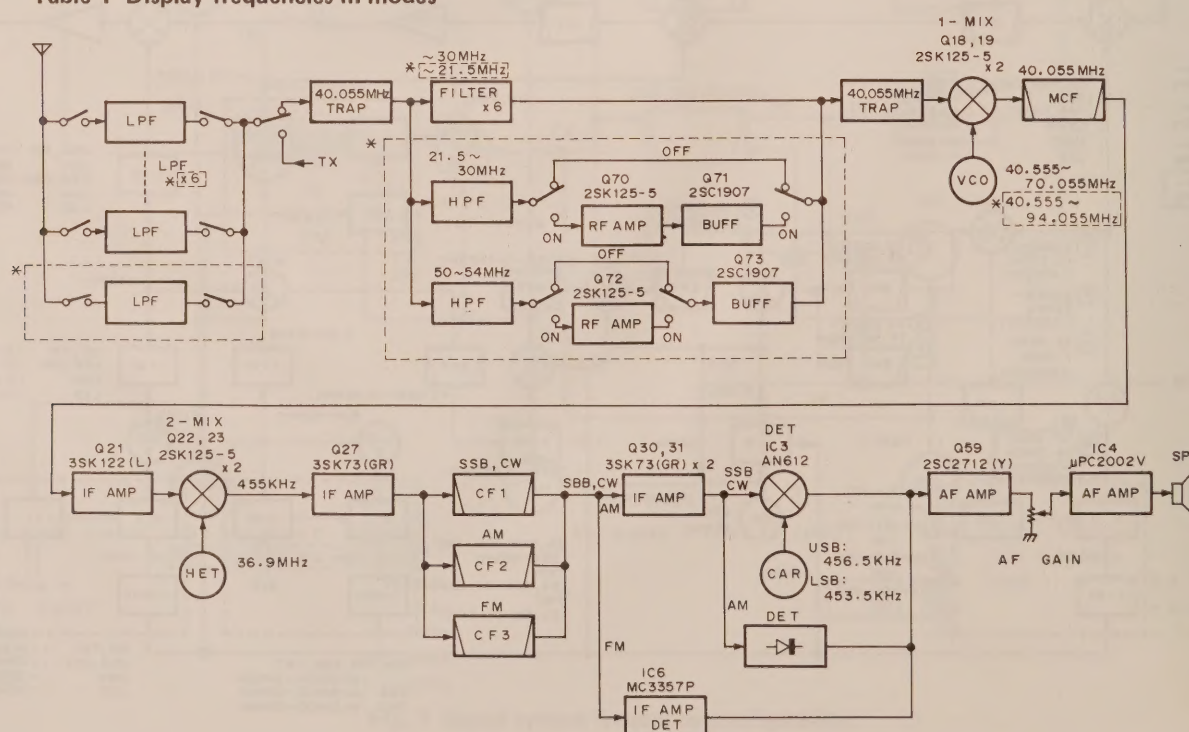 Table 1 Display frequencies in modes
1-MIX
Q18,19
2SK125-5
x2
~30MHz
* ~21.5MHz
FILTER
x6
40.055MHz
TRAP
40.055MHz
TRAP
40.055MHz
MCF
LPF
LPF
* x6
LPF
*
LPF
TX
*
OFF
21.5~
30MHz
HPF
Q70
2SK125-5
RF AMP
Q71
2SC1907
BUFF
ON
ON
OFF
50~54MHz
HPF
Q72
2SK125-5
RF AMP
Q73
2SC1907
BUFF
ON
ON
VCO
40.555~
70.055MHz
* 40.555~
94.055MHz
Q21
3SK122(L)
IF AMP
2-MIX
Q22,23
2SK125-5
x2
455KHz
HET
36.9MHz
Q27
3SK73(GR)
IF AMP
SSB, CW
CF1
AM
CF2
FM
CF3
SBB,CW
AM
Q30,31
3SK73(GR) x 2
IF AMP
SSB
CW
DET
IC3
AN612
CAR
USB:
456.5KHz
LSB:
453.5KHz
AM
DET
FM
IC6
MC3357P
IF AMP
DET
Q59
2SC2712(Y)
AF AMP
AF GAIN
IC4
µPC2002V
AF AMP
SP